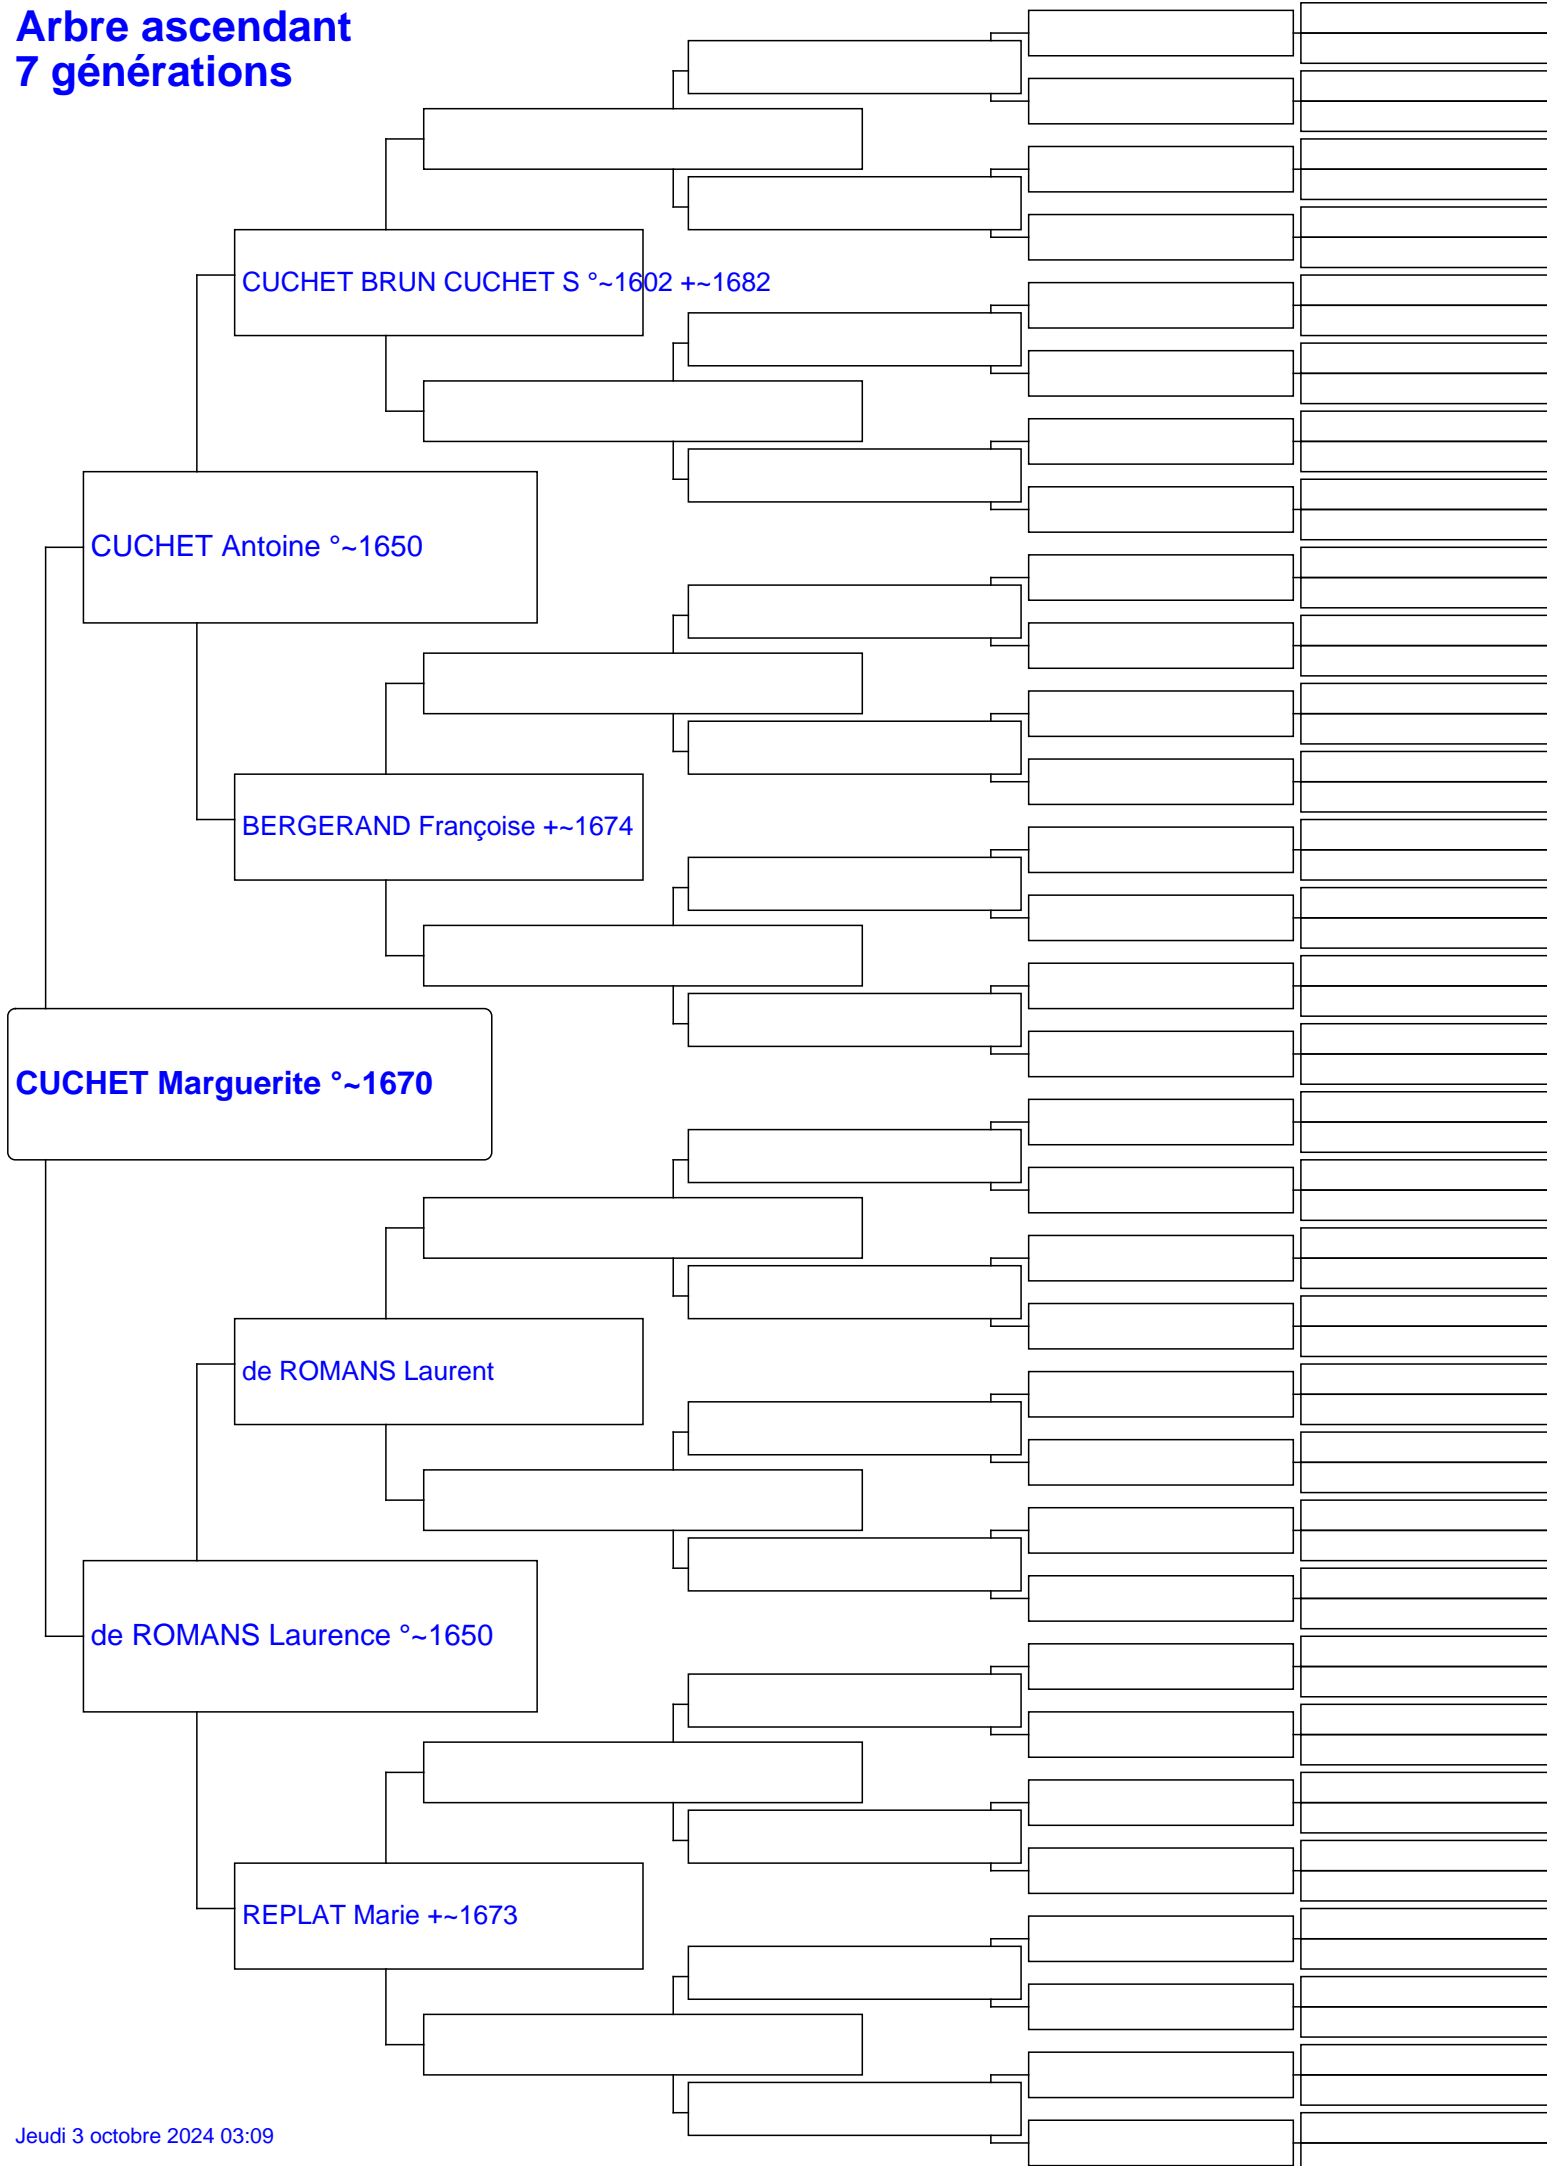 Arbre ascendant
7 générations
CUCHET BRUN CUCHET S °~1602 +~1682
CUCHET Antoine °~1650
BERGERAND Françoise +~1674
CUCHET Marguerite °~1670
de ROMANS Laurent
de ROMANS Laurence °~1650
REPLAT Marie +~1673
Jeudi 3 octobre 2024 03:09